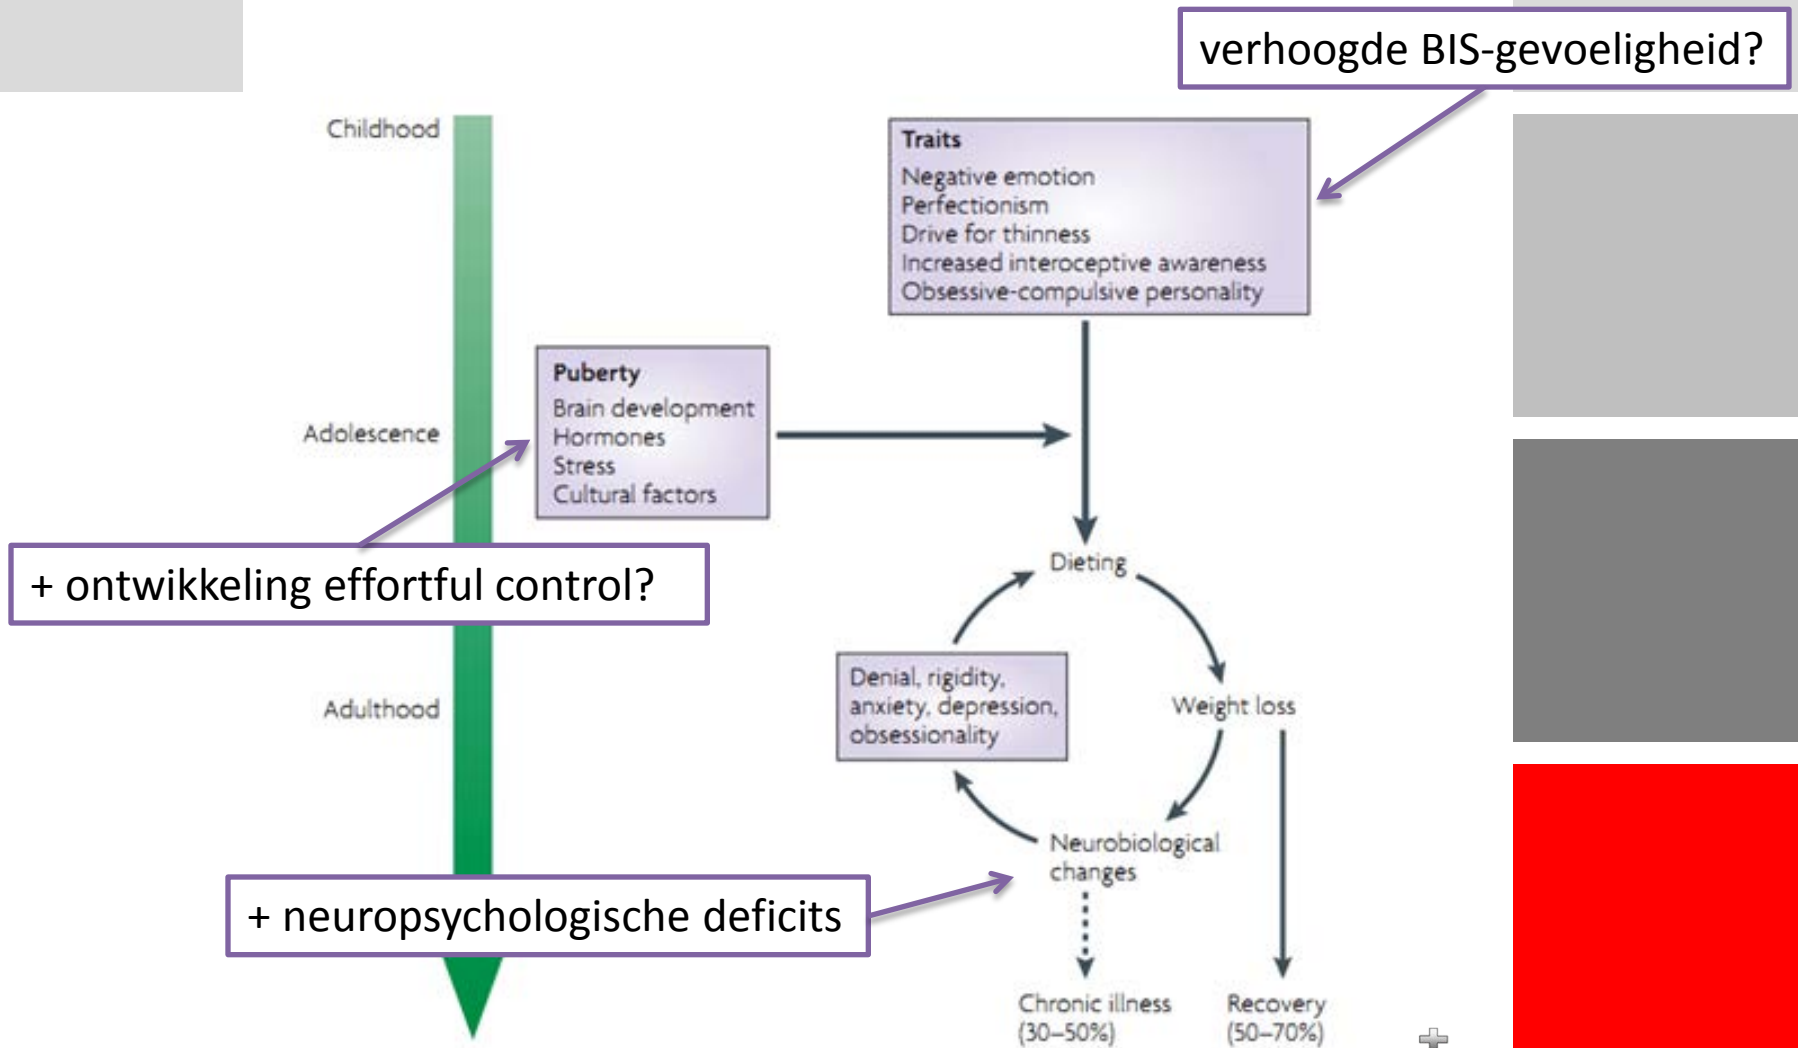 verhoogde BIS-gevoeligheid?
Childhood
Traits
Negative emotion
Perfectionism
Drive for thinness
Increased interoceptive awareness
Obsessive-compulsive personality
Puberty
Brain development
Hormones
Stress
Cultural factors
Adolescence
+ ontwikkeling effortful control?
Dieting
Denial, rigidity,
anxiety, depression,
obsessionality
Weight loss
Adulthood
Neurobiological
changes
+ neuropsychologische deficits
Chronic illness
(30–50%)
Recovery
(50–70%)